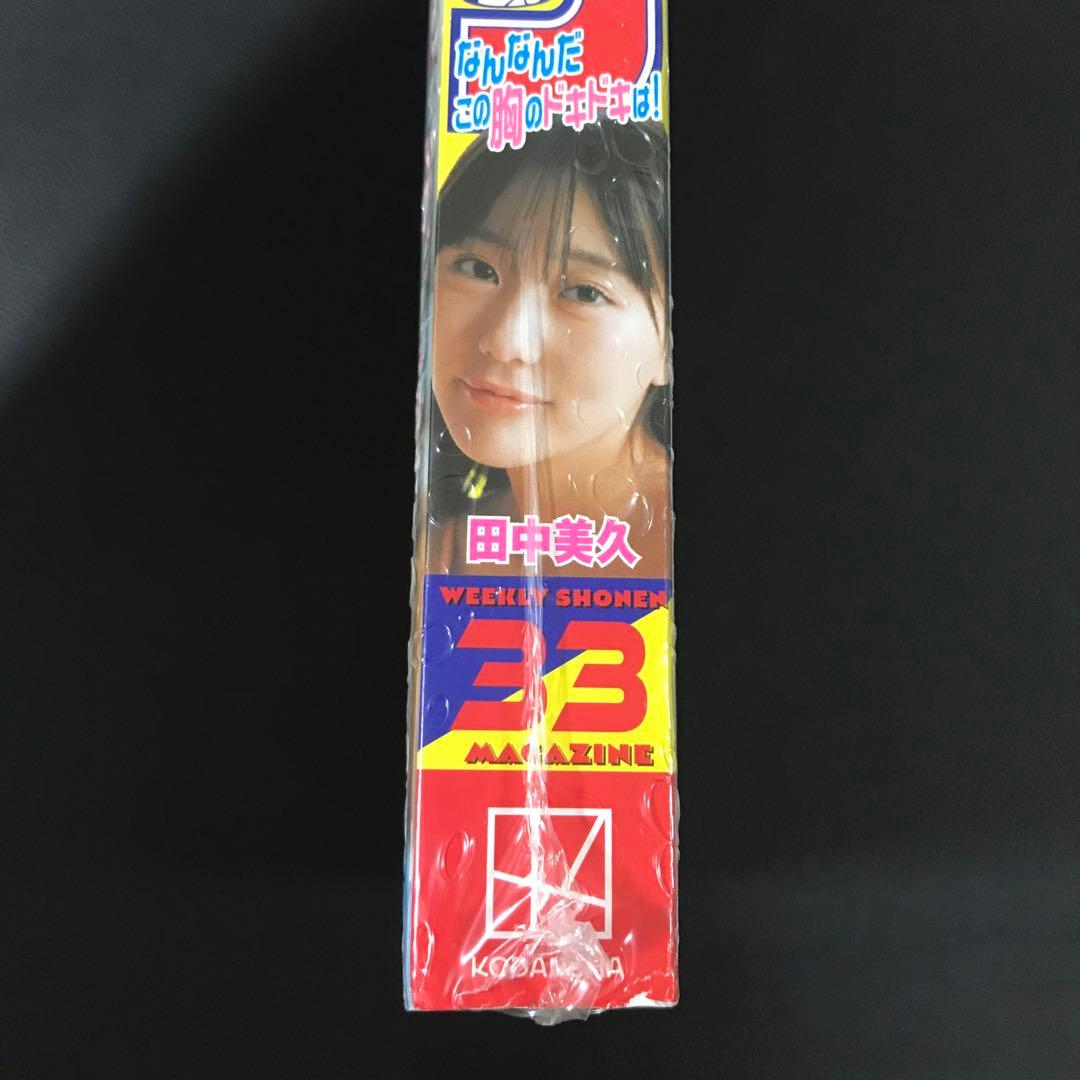 なんなんだ
この胸のドキドキは!
田中美久
WEEKLY SHONEN
33
MAGAZINE
KODANSHA